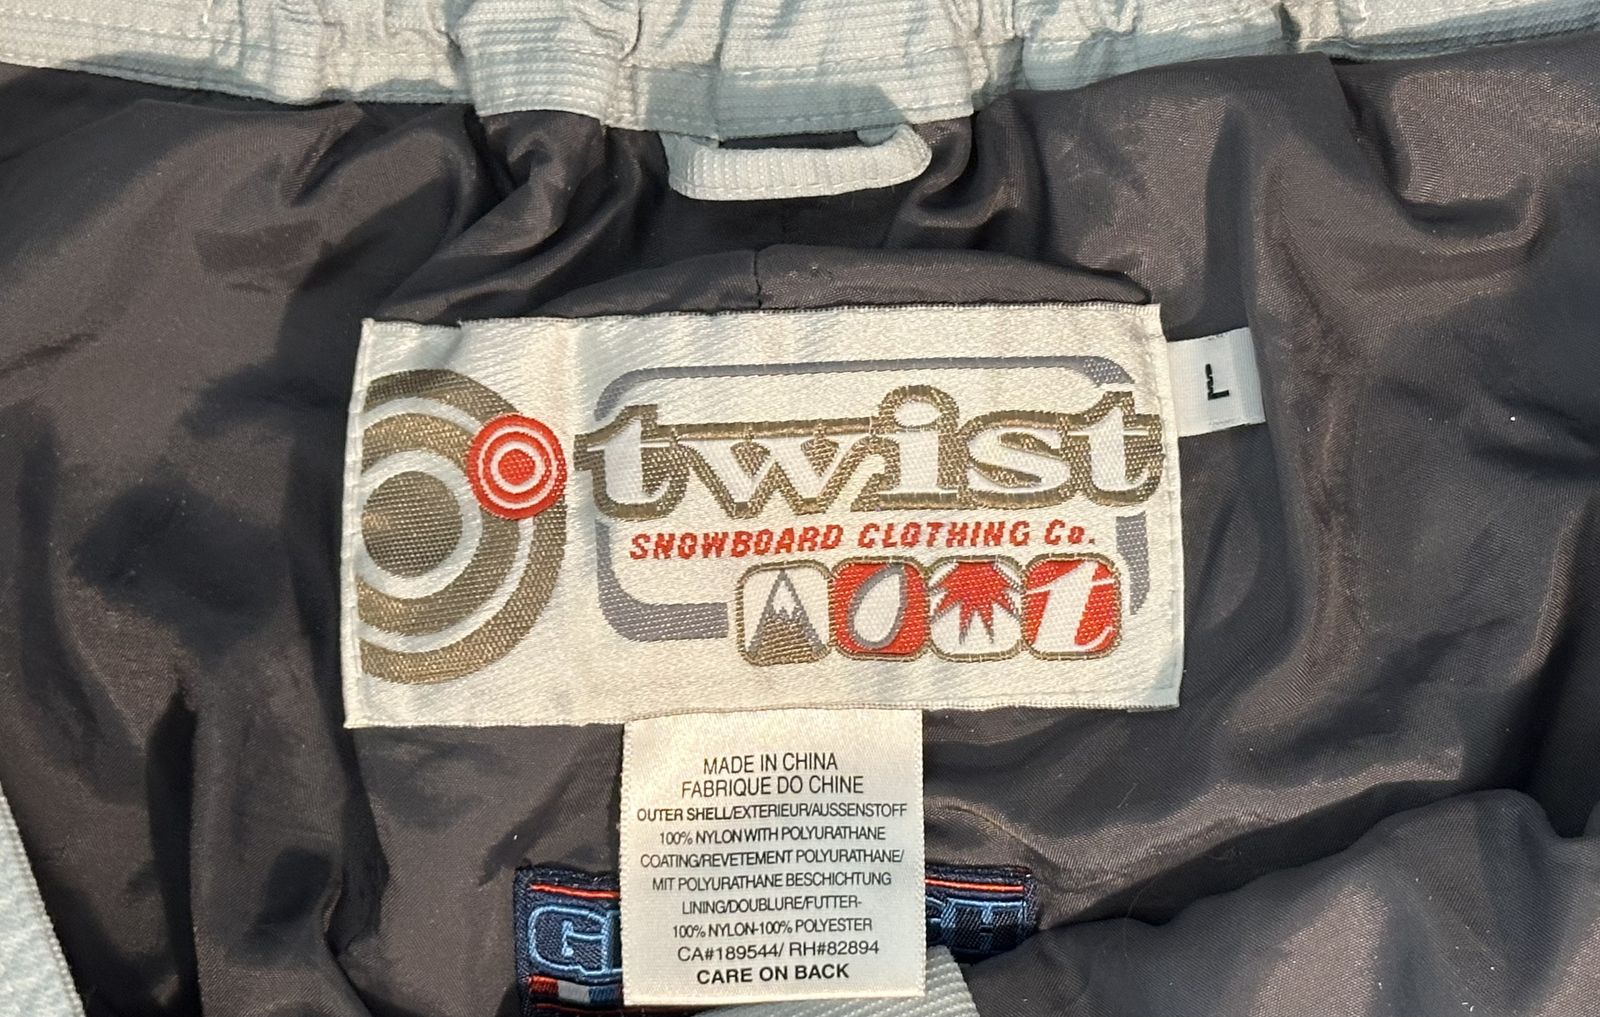 twist
SNOWBOARD CLOTHING Co.
t
L
MADE IN CHINA
FABRIQUE DO CHINE
OUTER SHELL/EXTERIEUR/AUSSENSTOFF
100% NYLON WITH POLYURATHANE
COATING/REVETEMENT POLYURATHANE/
MIT POLYURATHANE BESCHICHTUNG
LINING/DOUBLURE/FUTTER-
100% NYLON-100% POLYESTER
CA#189544/ RH#82894
CARE ON BACK